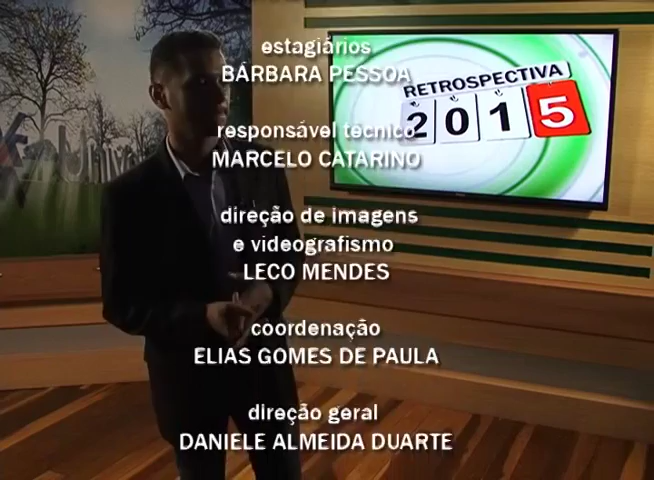 estagiários
BÁRBARA PESSOA
RETROSPECTIVA
2015
responsável técnico
MARCELO CATARINO
direção de imagens
e videografismo
LECO MENDES
coordenação
ELIAS GOMES DE PAULA
direção geral
DANIELE ALMEIDA DUARTE